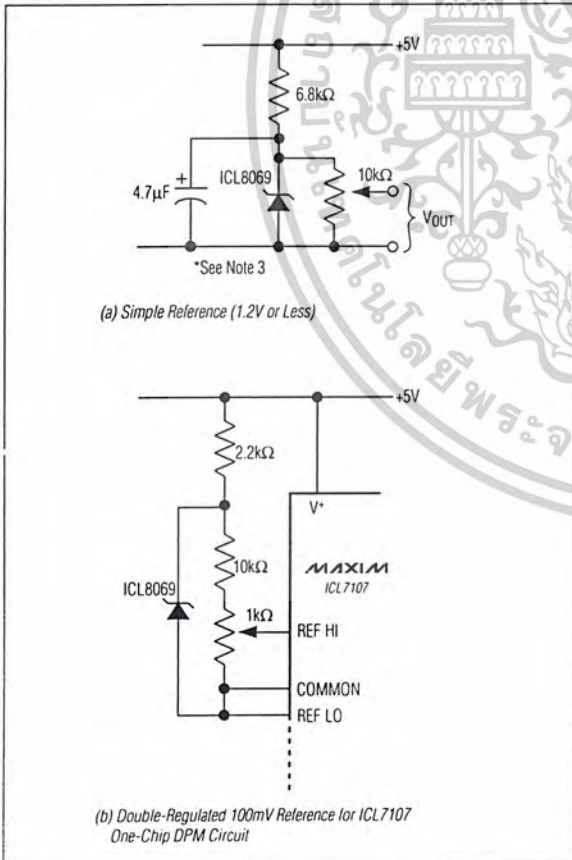 +5V
6.8kΩ
4.7µF
+
ICL8069
10kΩ
VOUT
*See Note 3
(a) Simple Reference (1.2V or Less)
+5V
2.2kΩ
V+
10kΩ
MAXIM
ICL7107
ICL8069
1kΩ
REF HI
COMMON
REF LO
(b) Double-Regulated 100mV Reference for ICL7107
One-Chip DPM Circuit